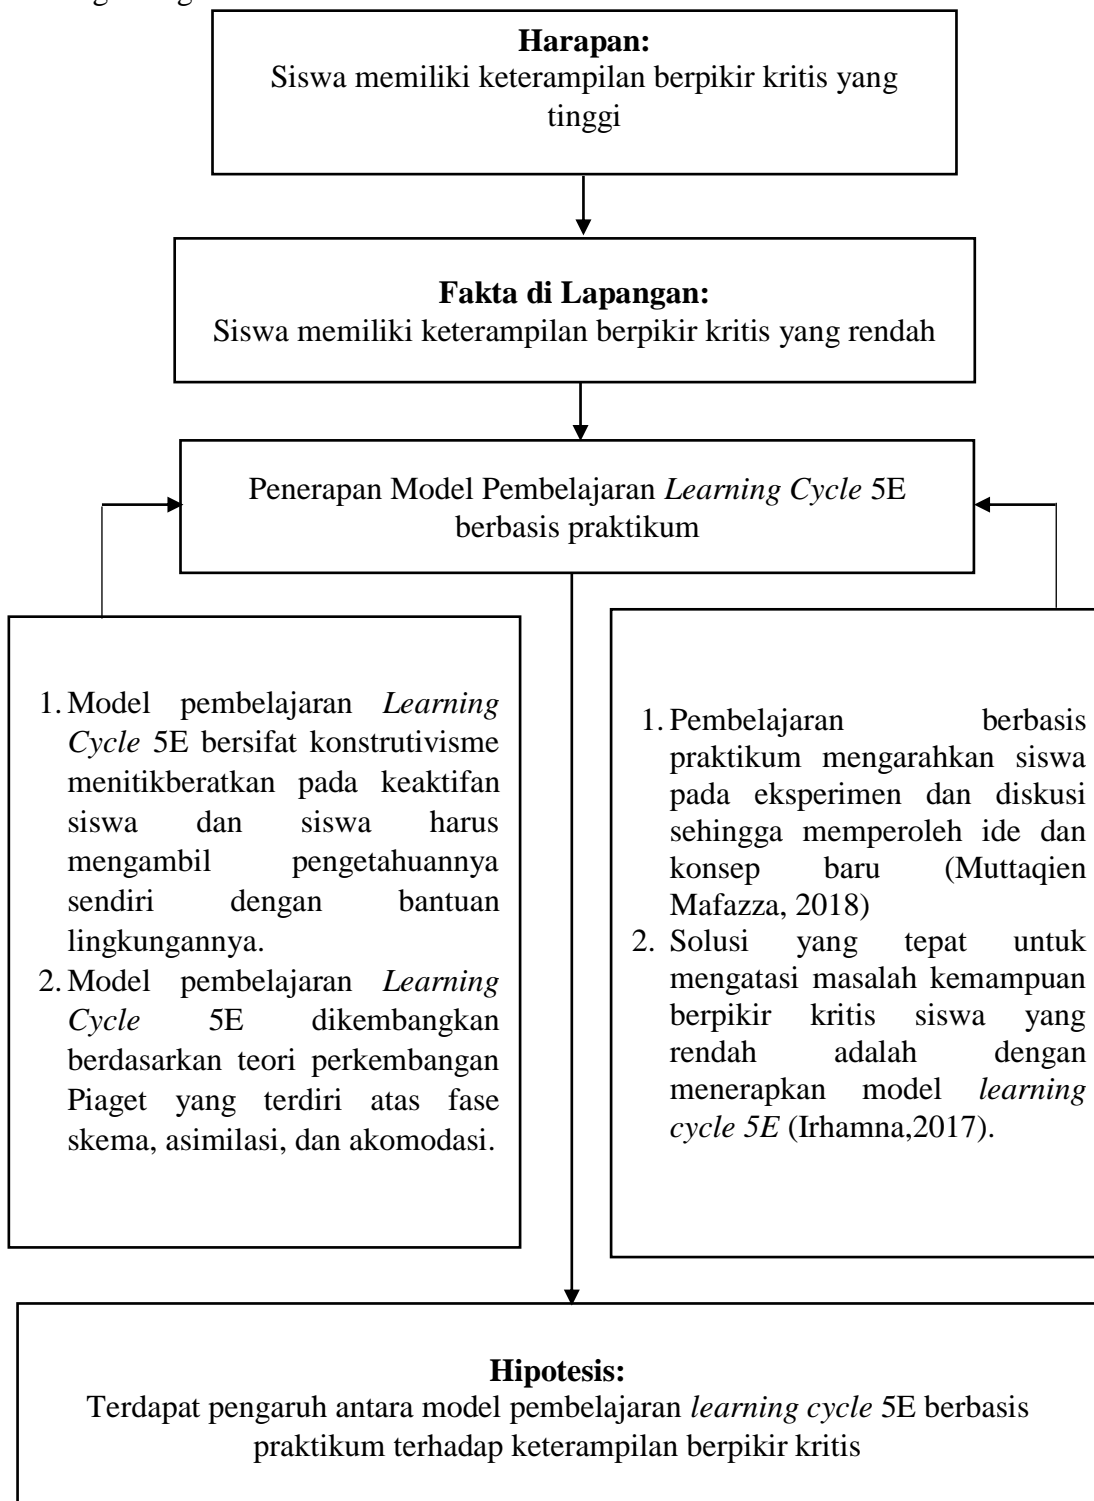 Harapan:
Siswa memiliki keterampilan berpikir kritis yang
tinggi
Fakta di Lapangan:
Siswa memiliki keterampilan berpikir kritis yang rendah
Penerapan Model Pembelajaran Learning Cycle 5E
berbasis praktikum
1. Model pembelajaran Learning
Cycle 5E bersifat konstrutivisme
menitikberatkan pada keaktifan
siswa dan siswa harus
mengambil pengetahuannya
sendiri dengan bantuan
lingkungannya.
2. Model pembelajaran Learning
Cycle 5E dikembangkan
berdasarkan teori perkembangan
Piaget yang terdiri atas fase
skema, asimilasi, dan akomodasi.
1. Pembelajaran berbasis
praktikum mengarahkan siswa
pada eksperimen dan diskusi
sehingga memperoleh ide dan
konsep baru (Muttaqien
Mafazza, 2018)
2. Solusi yang tepat untuk
mengatasi masalah kemampuan
berpikir kritis siswa yang
rendah adalah dengan
menerapkan model learning
cycle 5E (Irhamna,2017).
Hipotesis:
Terdapat pengaruh antara model pembelajaran learning cycle 5E berbasis
praktikum terhadap keterampilan berpikir kritis